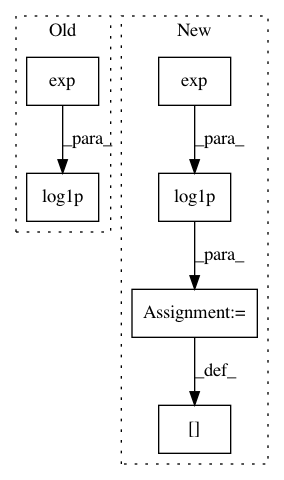 Old
New
exp
exp
_para_
_para_
log1p
log1p
_para_
Assignment:=
_def_
[]